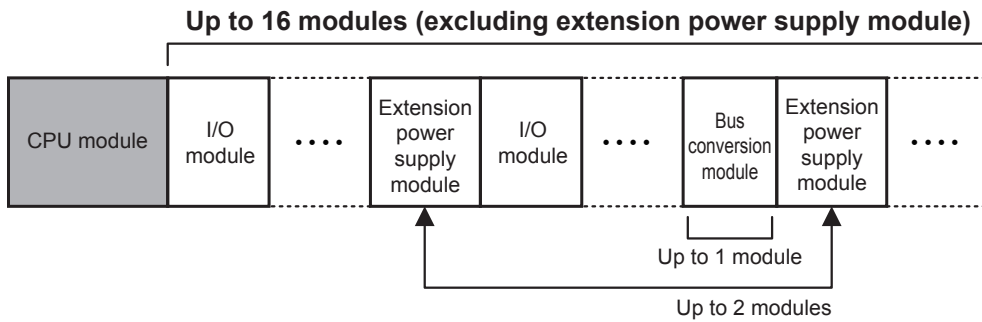 Up to 16 modules (excluding extension power supply module)
CPU module
I/O
module
Extension
power
supply
module
I/O
module
Bus
conversion
module
Extension
power
supply
module
Up to 1 module
Up to 2 modules